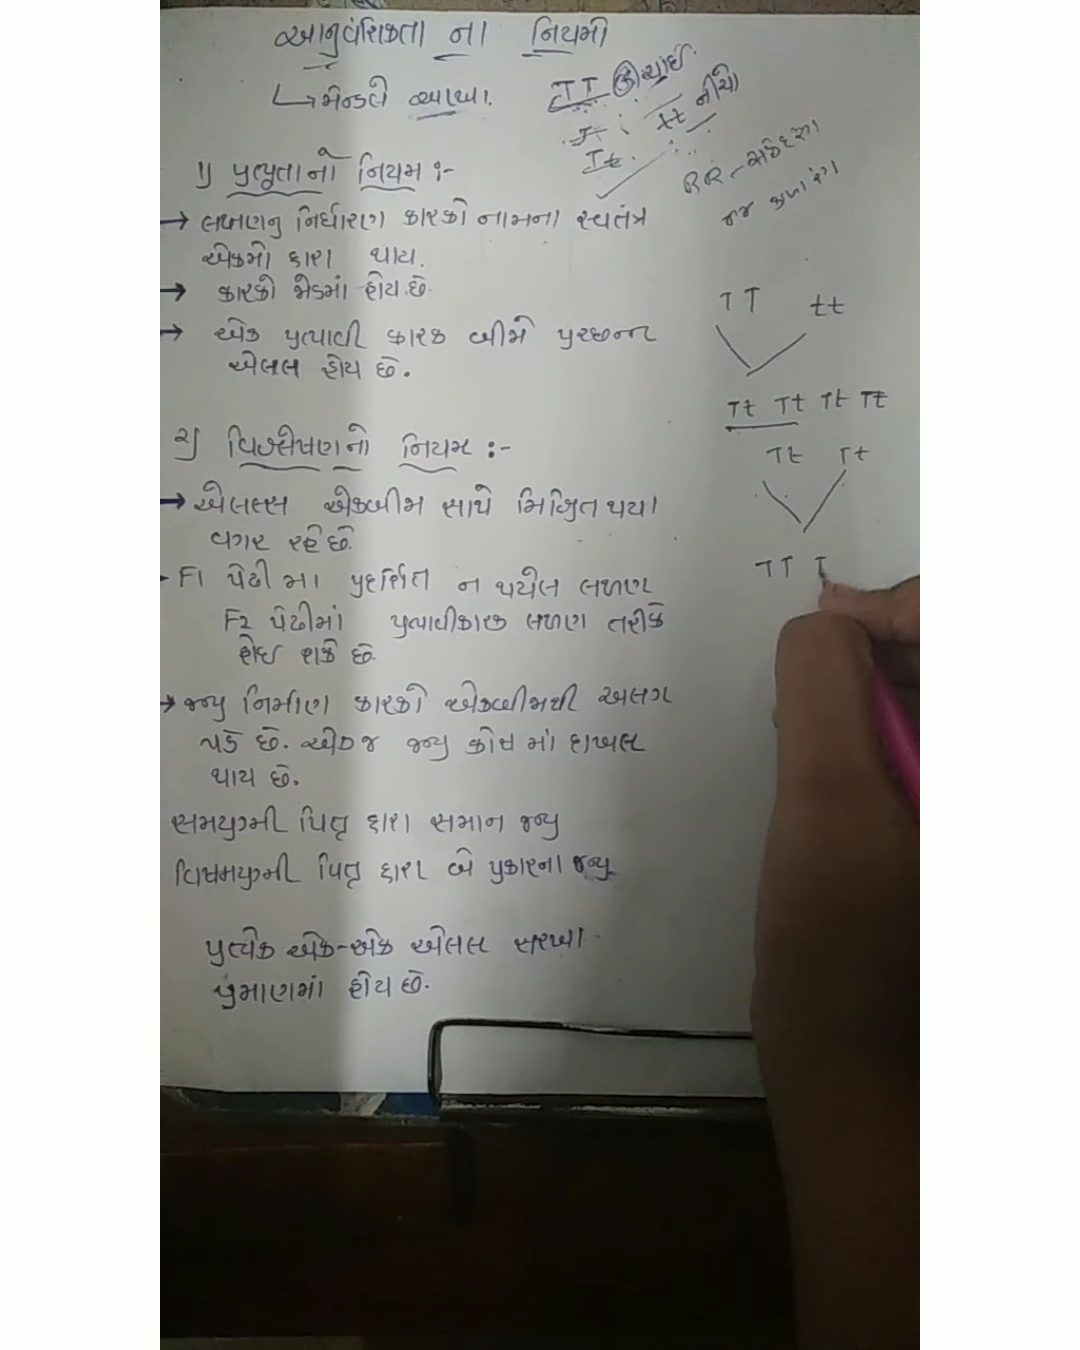 આનુવંશિકતા ના નિયમો
↳ મેન્ડલે આપ્યા.
TT ઊંચાઈ
Tt.
tt નીચો
RR - સફેદ રંગ
rr કાળા રંગ
1) પ્રભુતાનો નિયમ :-
→ લક્ષણનુ નિર્ધારણ કારકો નામના સ્વતંત્ર
એકમો દ્વારા થાય.
→ કારકો જોડમાં હોય છે.
→ એક પ્રભાવી કારક બીજો પ્રચ્છન્ન
એલલ હોય છે.
TT tt
Tt Tt Tt Tt
Tt Tt
TT T
૨) વિશ્લેષણનો નિયમ :-
→ એલલ્સ એકબીજા સાથે મિશ્રિત થયા
વગર રહે છે.
- F1 પેઢી મા પ્રદર્શિત ન થયેલ લક્ષણ
F2 પેઢીમાં પ્રભાવીકારક લક્ષણ તરીકે
હોઈ શકે છે.
→ જન્યુ નિર્માણ કારકો એકબીજાથી અલગ
પડે છે. એક જ જન્યુ કોષ માં દાખલ
થાય છે.
સમયુગ્મી પિતૃ દ્વારા સમાન જન્યુ
વિષમયુગ્મી પિતૃ દ્વારા બે પ્રકારના જન્યુ
પ્રત્યેક એક-એક એલલ સરખા
પ્રમાણમાં હોય છે.